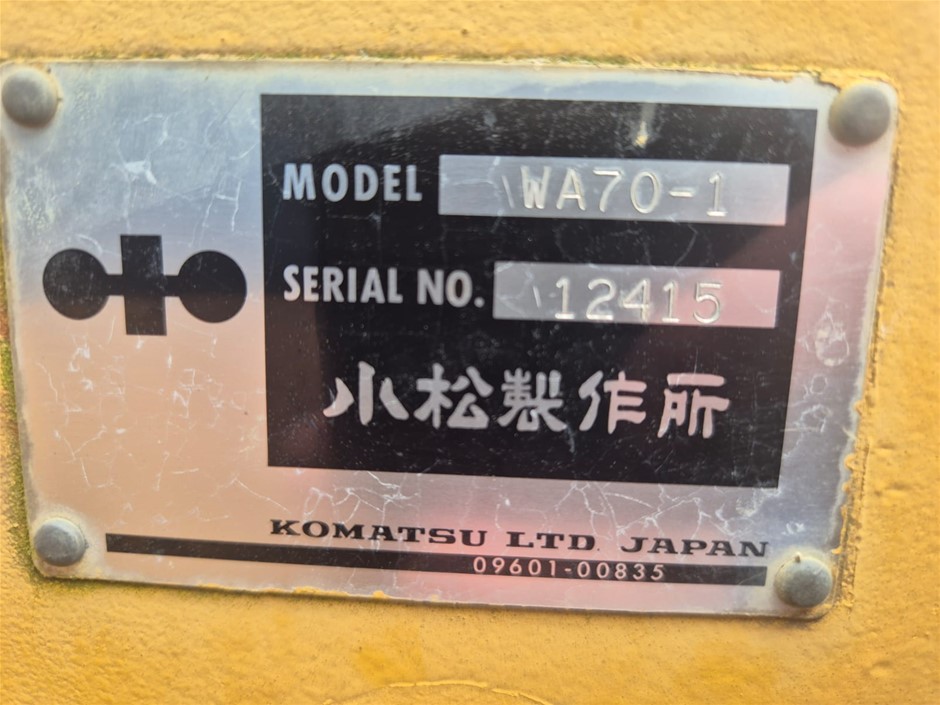 MODEL WA70-1
SERIAL NO. 12415
小松製作所
KOMATSU LTD. JAPAN
09601-00835